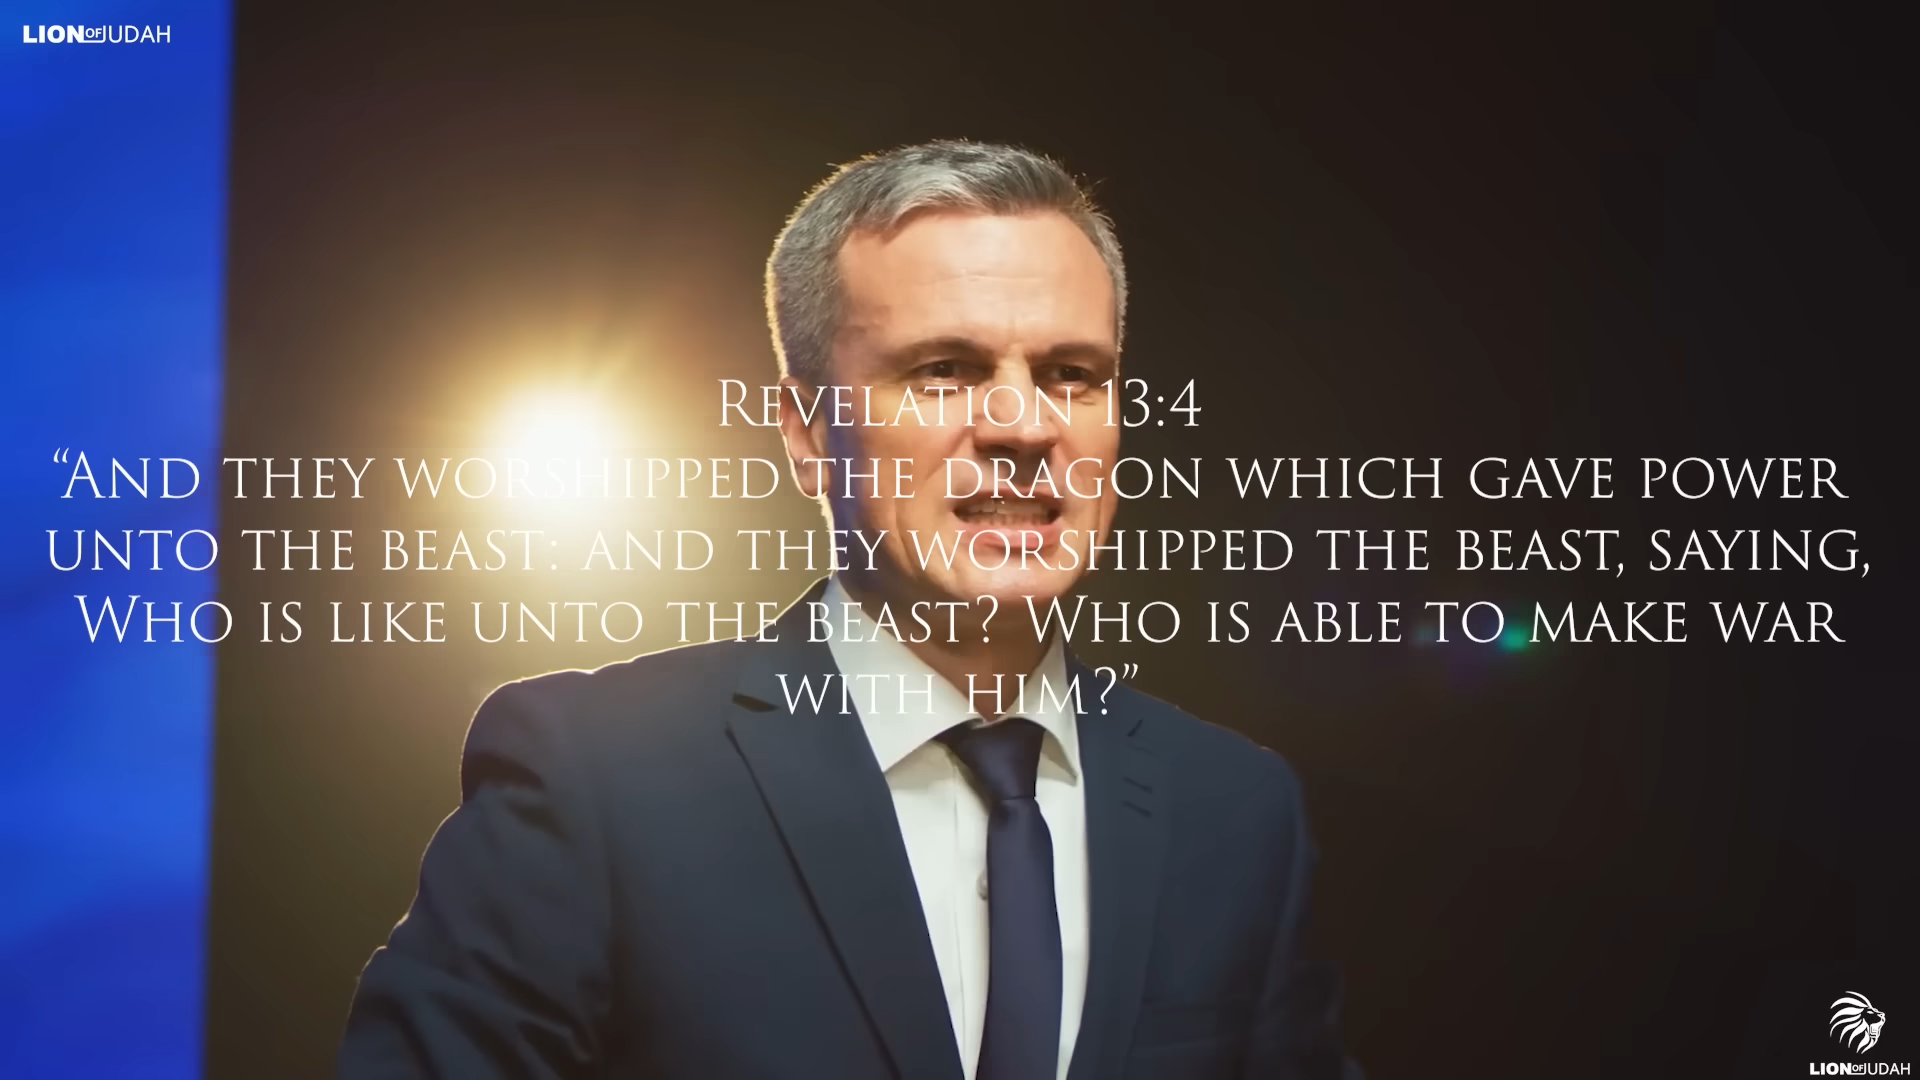 LION OF JUDAH
Revelation 13:4
“And they worshipped the dragon which gave power
unto the beast: and they worshipped the beast, saying,
Who is like unto the beast? Who is able to make war
with him?”
LION OF JUDAH